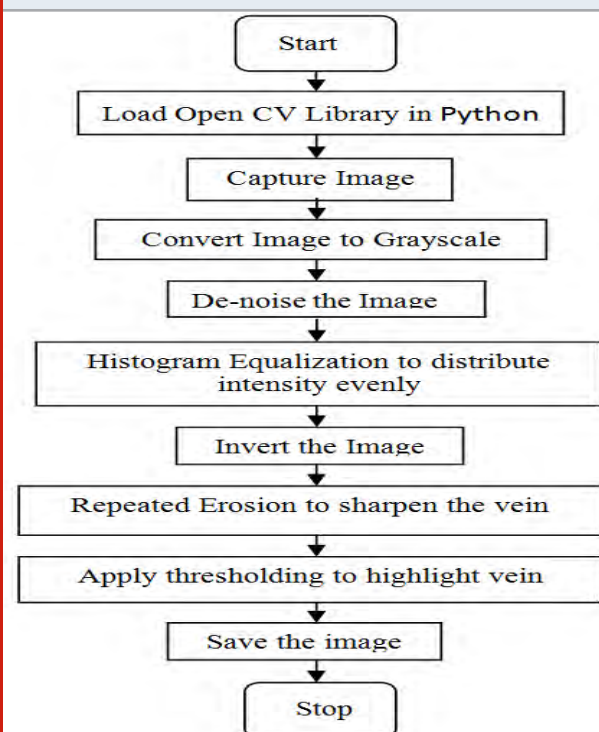 Start
Load Open CV Library in Python
Capture Image
Convert Image to Grayscale
De-noise the Image
Histogram Equalization to distribute
intensity evenly
Invert the Image
Repeated Erosion to sharpen the vein
Apply thresholding to highlight vein
Save the image
Stop